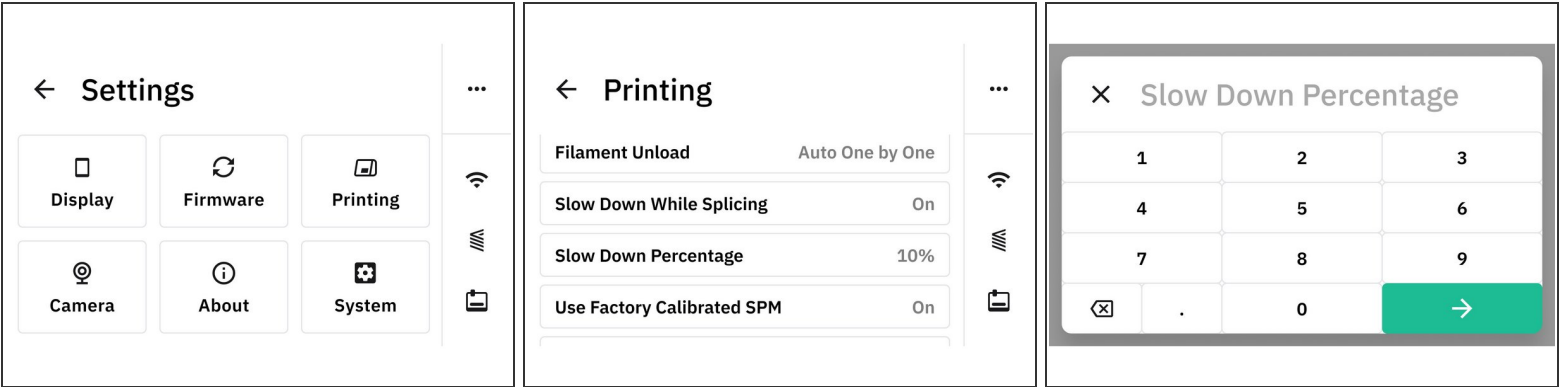 Settings
Display
Firmware
Printing
Camera
About
System
Printing
Filament Unload Auto One by One
Slow Down While Splicing On
Slow Down Percentage 10%
Use Factory Calibrated SPM On
Slow Down Percentage
1 2 3
4 5 6
7 8 9
. 0